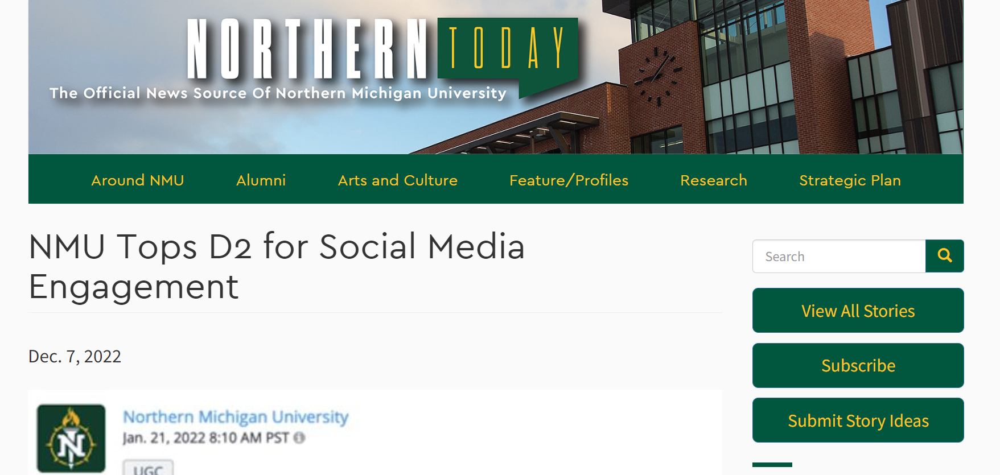 NORTHERN TODAY
The Official News Source Of Northern Michigan University
Around NMU Alumni Arts and Culture Feature/Profiles Research Strategic Plan
NMU Tops D2 for Social Media
Engagement
Search
View All Stories
Subscribe
Submit Story Ideas
Dec. 7, 2022
N
Northern Michigan University
Jan. 21, 2022 8:10 AM PST
UGC